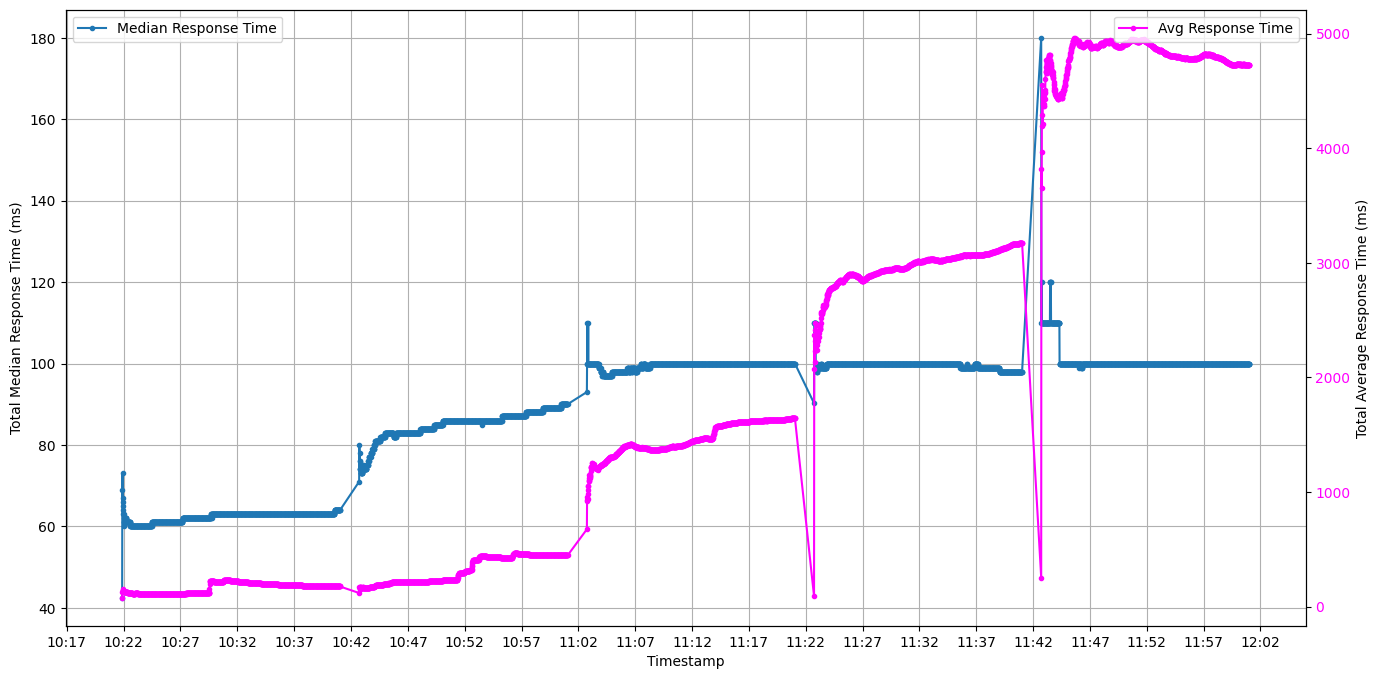 Median Response Time
Avg Response Time
Total Median Response Time (ms)
180
160
140
120
100
80
60
40
5000
4000
3000
2000
1000
0
Total Average Response Time (ms)
10:17 10:22 10:27 10:32 10:37 10:42 10:47 10:52 10:57 11:02 11:07 11:12 11:17 11:22 11:27 11:32 11:37 11:42 11:47 11:52 11:57 12:02
Timestamp